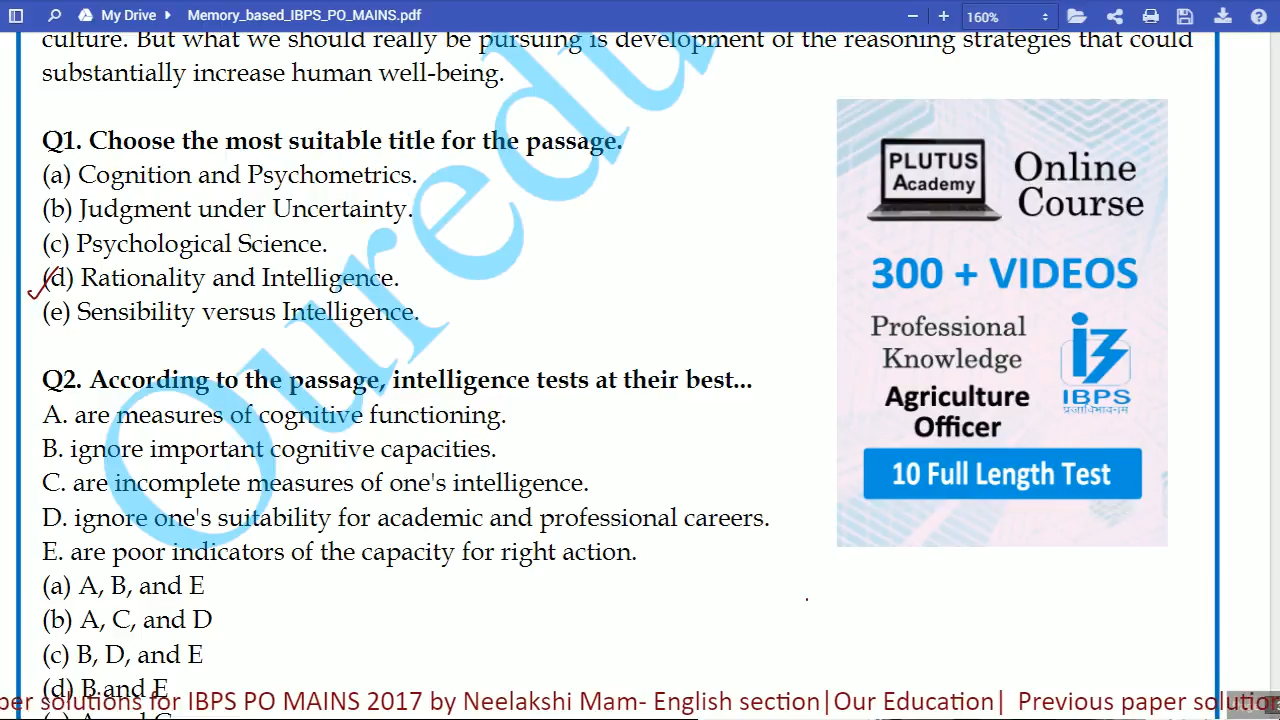 My Drive
Memory_based_IBPS_PO_MAINS.pdf
160%
culture. But what we should really be pursuing is development of the reasoning strategies that could
substantially increase human well-being.
Q1. Choose the most suitable title for the passage.
(a) Cognition and Psychometrics.
(b) Judgment under Uncertainty.
(c) Psychological Science.
(d) Rationality and Intelligence.
(e) Sensibility versus Intelligence.
Q2. According to the passage, intelligence tests at their best...
A. are measures of cognitive functioning.
B. ignore important cognitive capacities.
C. are incomplete measures of one's intelligence.
D. ignore one's suitability for academic and professional careers.
E. are poor indicators of the capacity for right action.
(a) A, B, and E
(b) A, C, and D
(c) B, D, and E
(d) B and E
Ouredu
PLUTUS
Academy
Online
Course
300 + VIDEOS
Professional
Knowledge
Agriculture
Officer
IBPS
10 Full Length Test
per solutions for IBPS PO MAINS 2017 by Neelakshi Mam- English section|Our Education| Previous paper solution